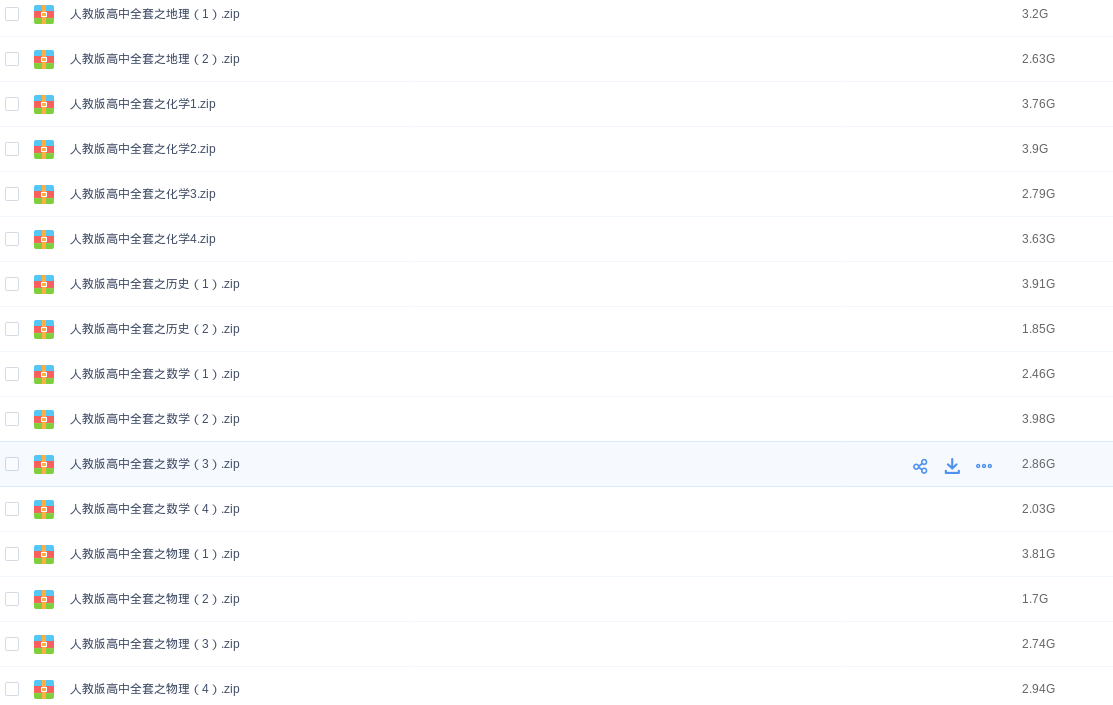 人教版高中全套之地理（1）.zip 3.2G
人教版高中全套之地理（2）.zip 2.63G
人教版高中全套之化学1.zip 3.76G
人教版高中全套之化学2.zip 3.9G
人教版高中全套之化学3.zip 2.79G
人教版高中全套之化学4.zip 3.63G
人教版高中全套之历史（1）.zip 3.91G
人教版高中全套之历史（2）.zip 1.85G
人教版高中全套之数学（1）.zip 2.46G
人教版高中全套之数学（2）.zip 3.98G
人教版高中全套之数学（3）.zip 2.86G
人教版高中全套之数学（4）.zip 2.03G
人教版高中全套之物理（1）.zip 3.81G
人教版高中全套之物理（2）.zip 1.7G
人教版高中全套之物理（3）.zip 2.74G
人教版高中全套之物理（4）.zip 2.94G